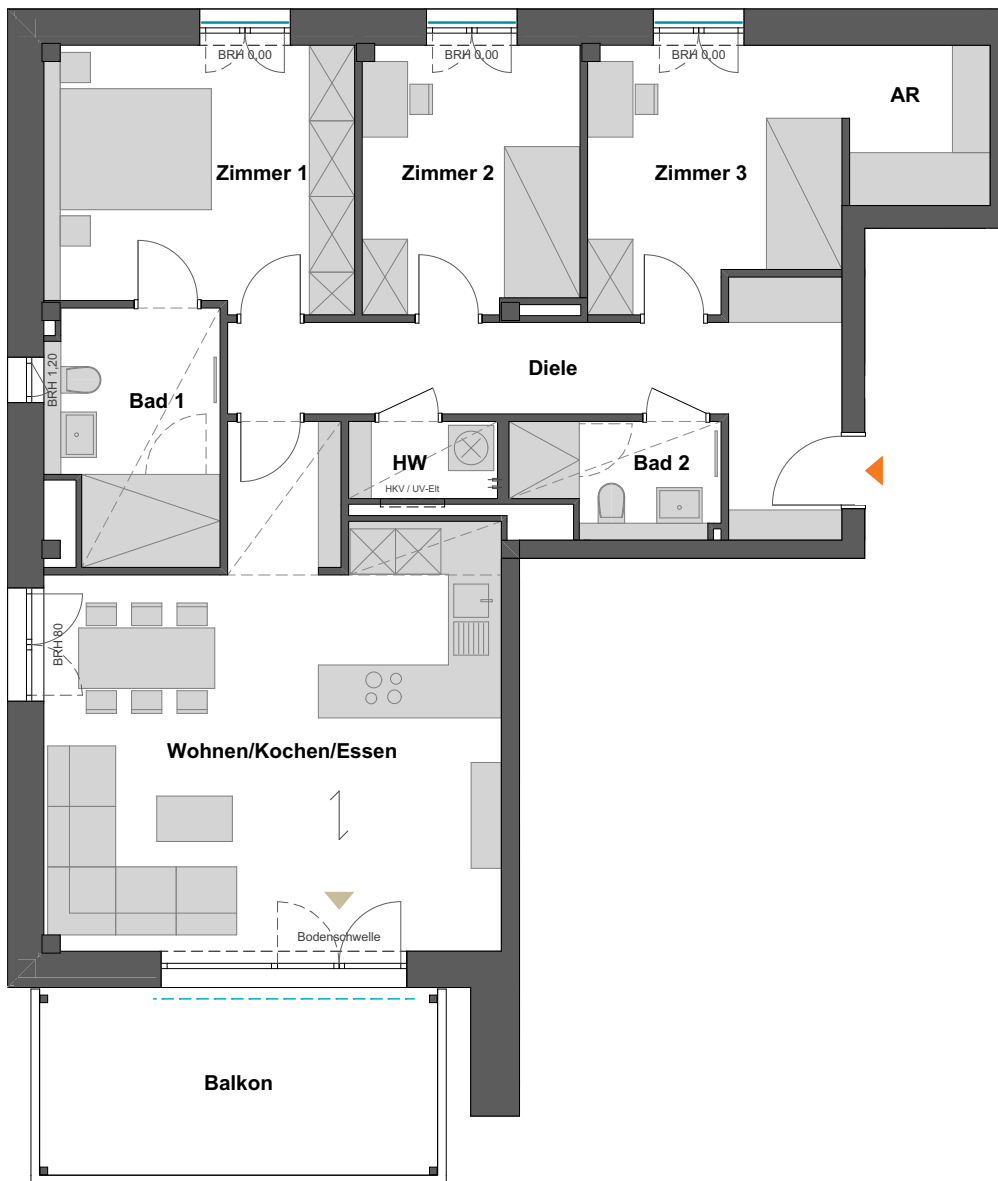 BRH 0,00
BRH 0,00
BRH 0,00
AR
Zimmer 1
Zimmer 2
Zimmer 3
Diele
BRH 1,20
Bad 1
HW
HKV / UV-Elt
Bad 2
BRH 80
Wohnen/Kochen/Essen
Bodenschwelle
Balkon